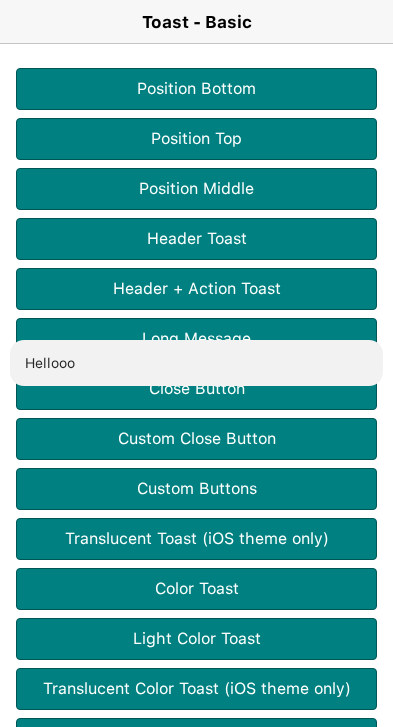 Toast - Basic
Position Bottom
Position Top
Position Middle
Header Toast
Header + Action Toast
Long Message
Hellooo
Close Button
Custom Close Button
Custom Buttons
Translucent Toast (iOS theme only)
Color Toast
Light Color Toast
Translucent Color Toast (iOS theme only)